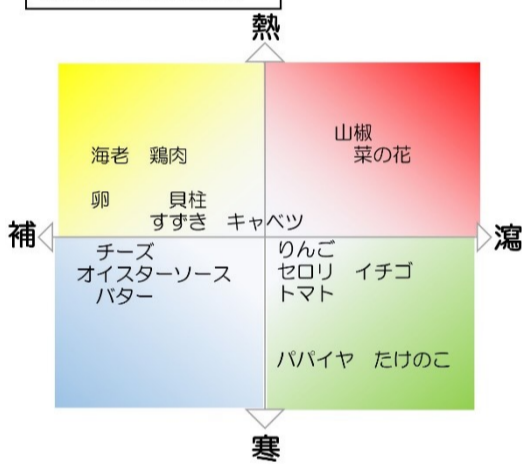 熱
山椒
菜の花
海老 鶏肉
卵 貝柱
すずき キャベツ
補
瀉
チーズ
オイスターソース
バター
りんご
セロリ イチゴ
トマト
パパイヤ たけのこ
寒